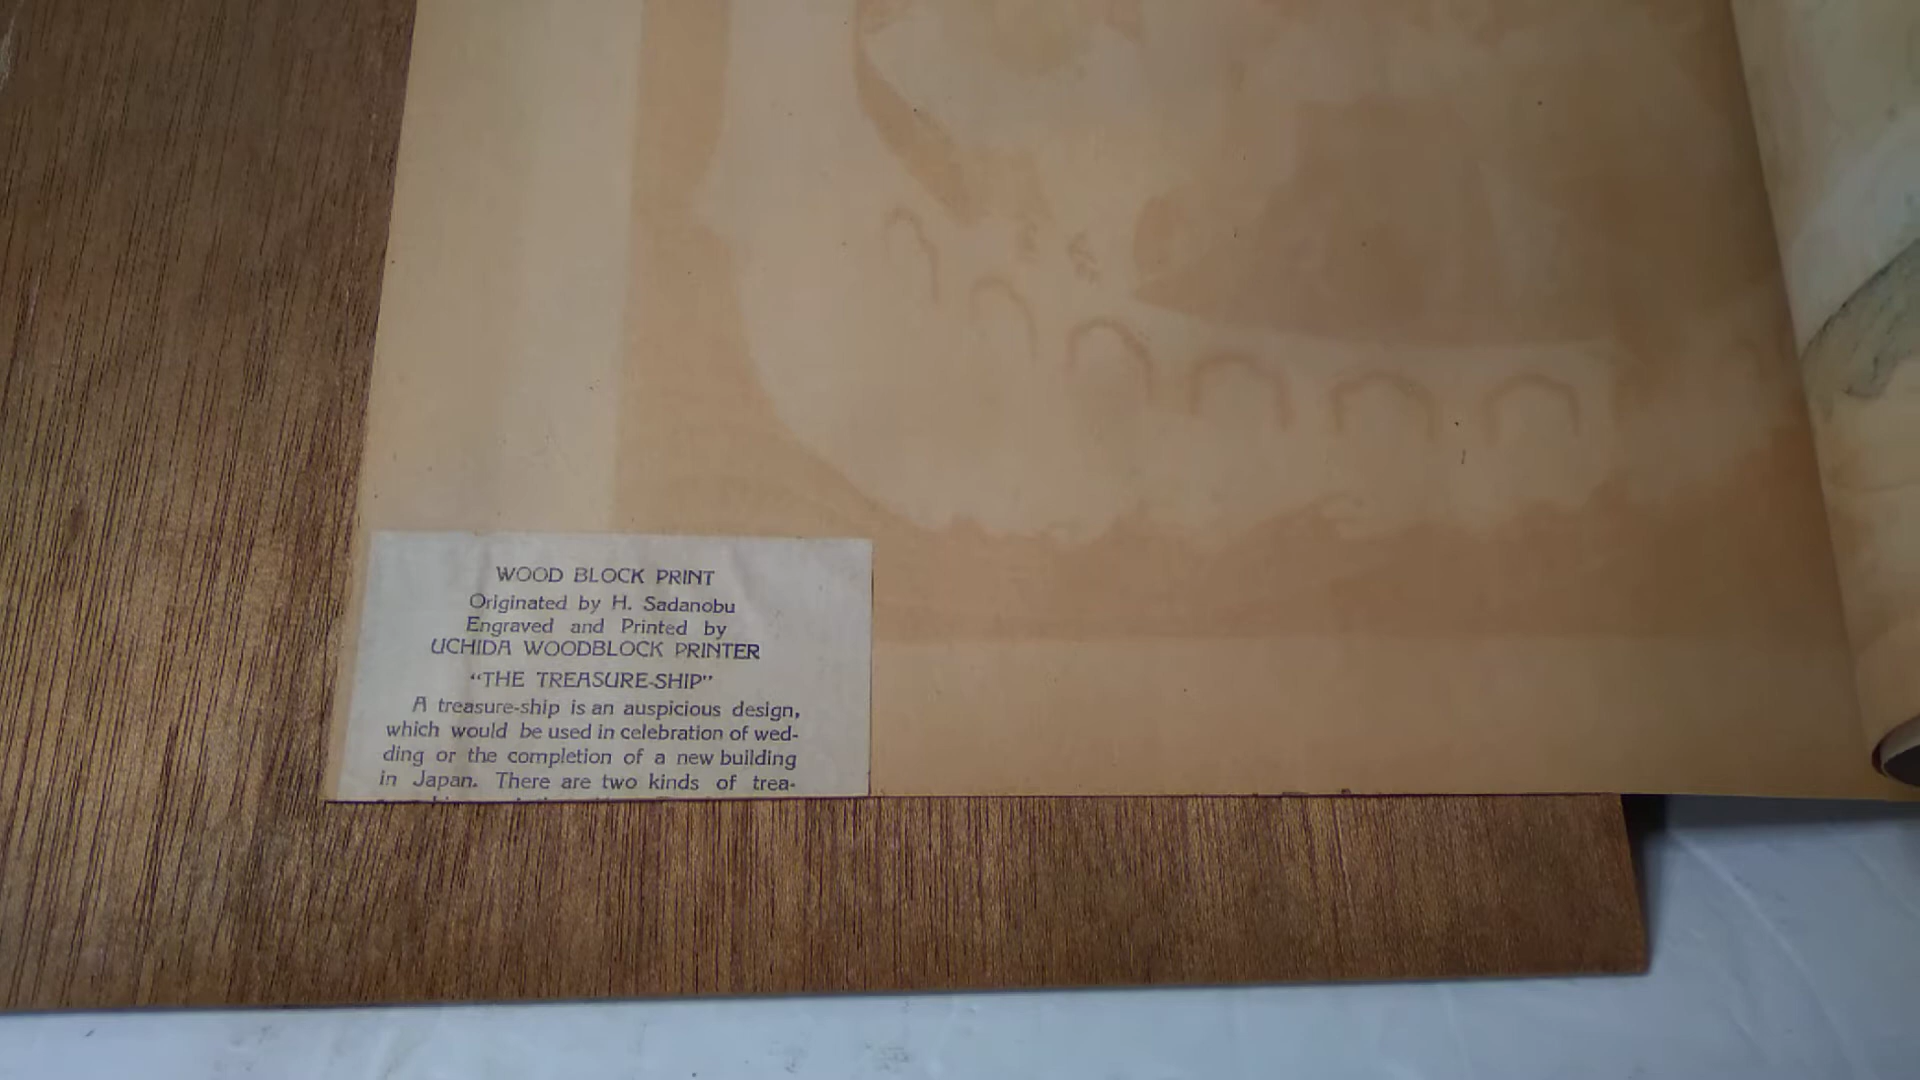 WOOD BLOCK PRINT
Originated by H. Sadanobu
Engraved and Printed by
UCHIDA WOODBLOCK PRINTER
“THE TREASURE-SHIP”
A treasure-ship is an auspicious design,
which would be used in celebration of wed-
ding or the completion of a new building
in Japan. There are two kinds of trea-